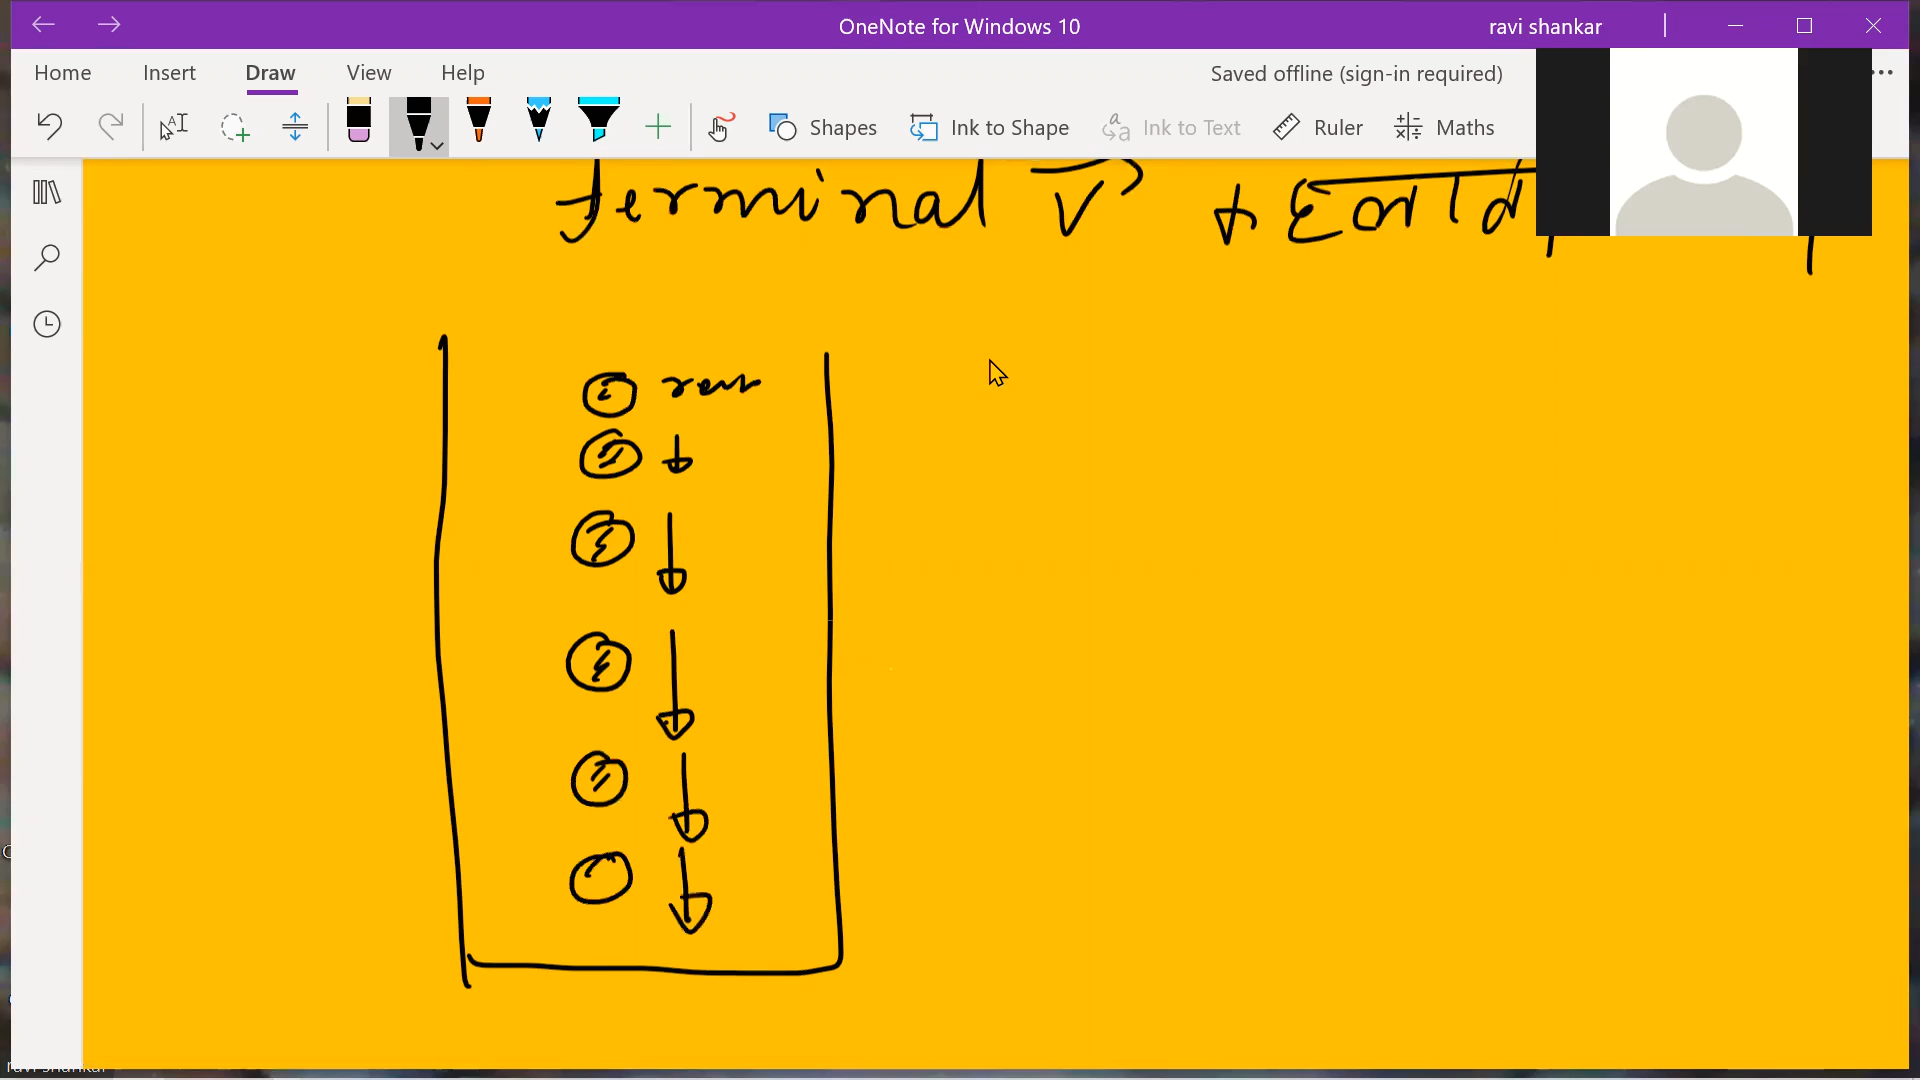 OneNote for Windows 10
ravi shankar
Home Insert Draw View Help
Saved offline (sign-in required)
Shapes
Ink to Shape
Ink to Text
Ruler
Maths
terminal V
rest